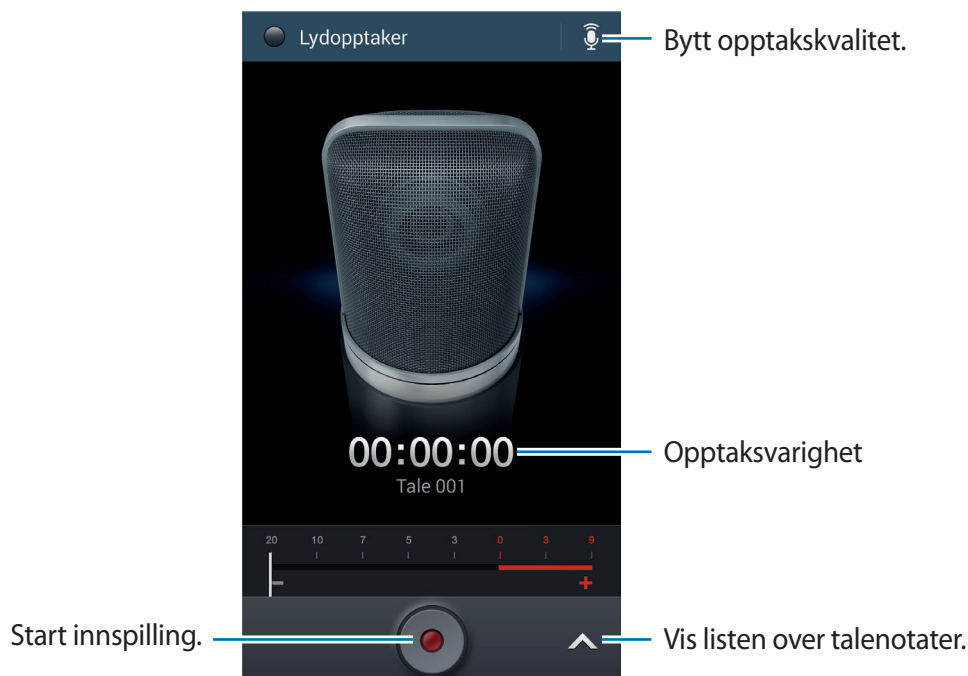 Lydopptaker
Bytt opptakskvalitet.
00:00:00
Opptaksvarighet
Tale 001
20 10 7 5 3 0 3 9
− +
Start innspilling.
Vis listen over talenotater.